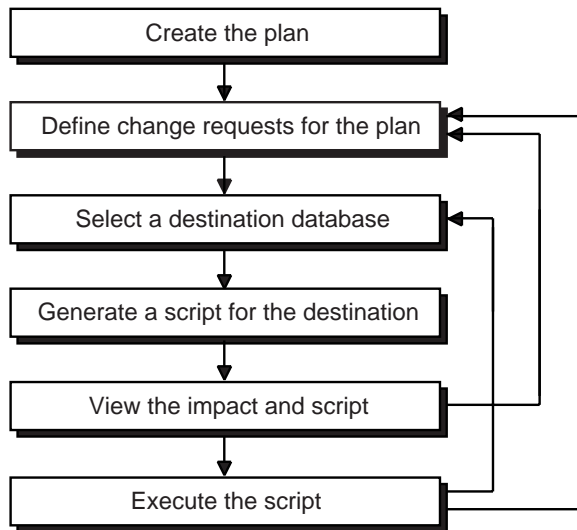 Create the plan
Define change requests for the plan
Select a destination database
Generate a script for the destination
View the impact and script
Execute the script